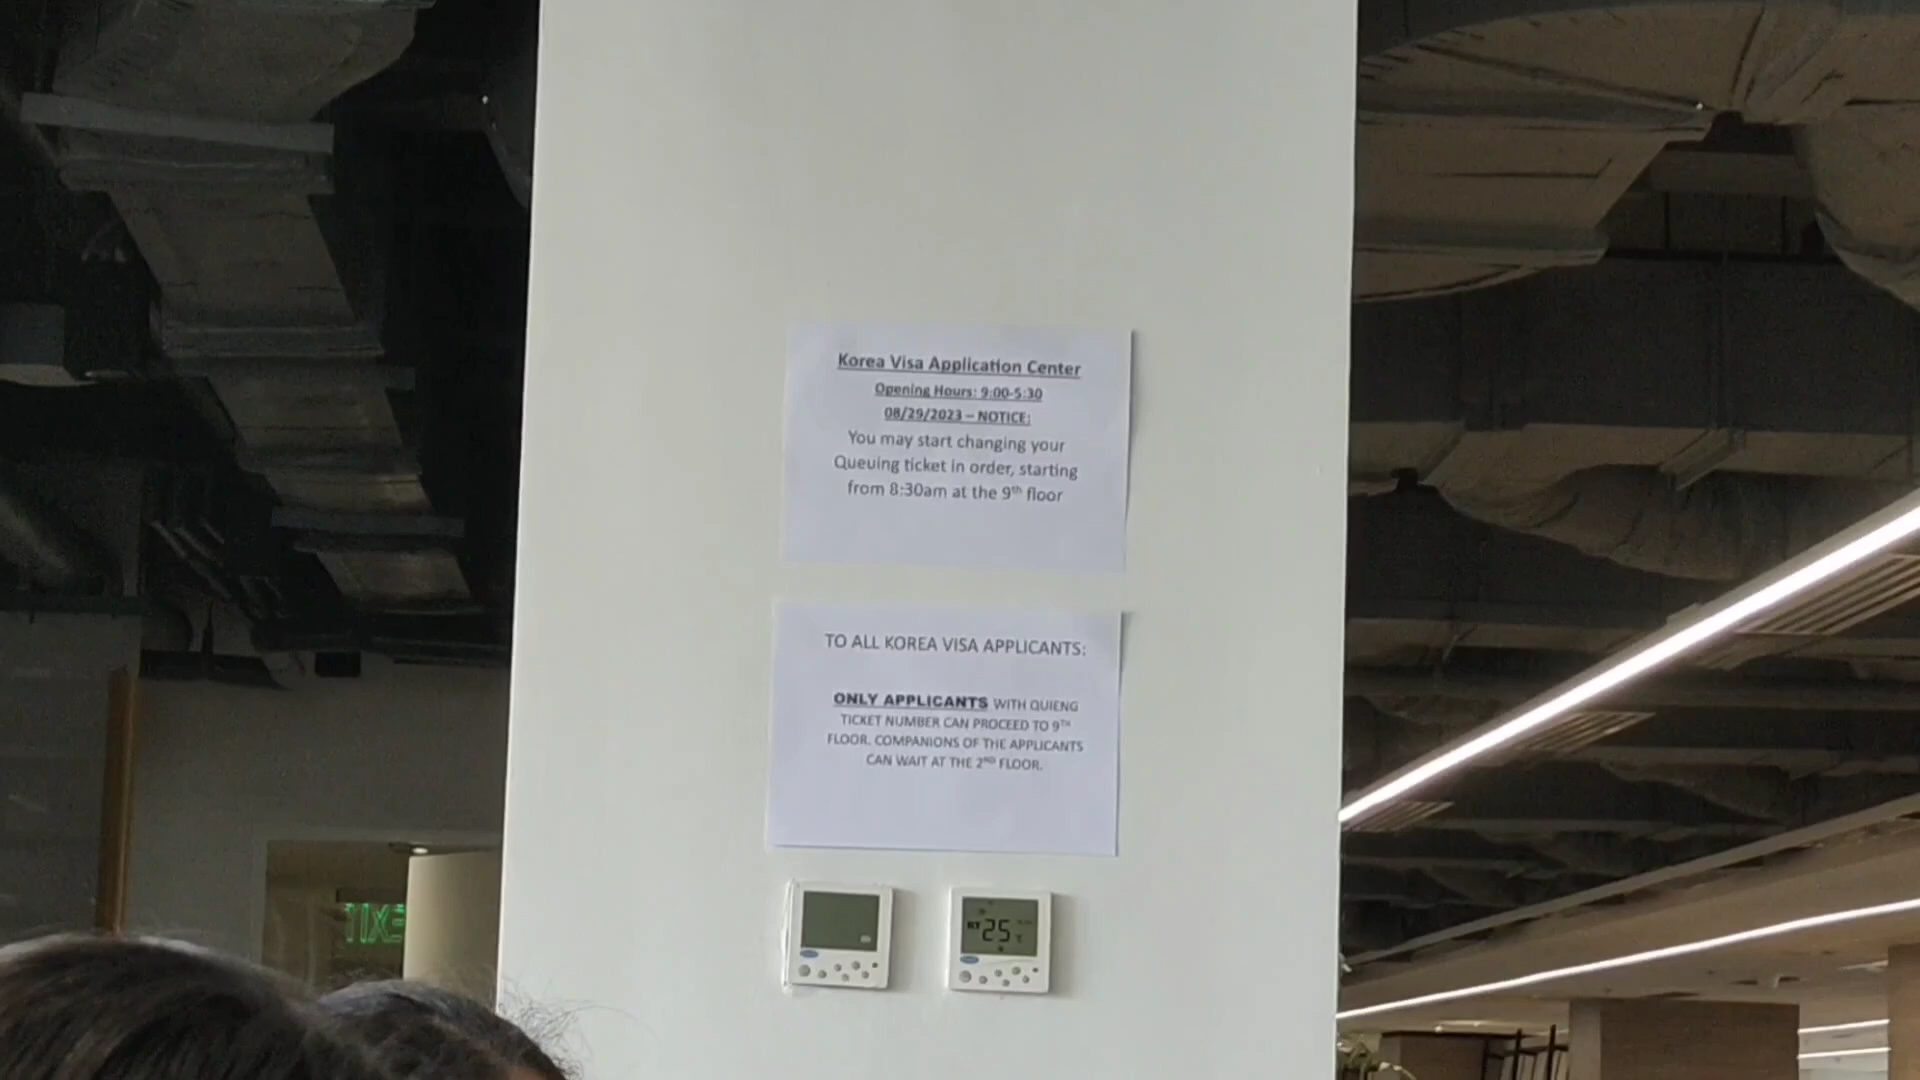 Korea Visa Application Center
Opening Hours: 9:00-5:30
08/29/2023 – NOTICE:
You may start changing your
Queuing ticket in order, starting
from 8:30am at the 9th floor
TO ALL KOREA VISA APPLICANTS:
ONLY APPLICANTS WITH QUIENG
TICKET NUMBER CAN PROCEED TO 9TH
FLOOR. COMPANIONS OF THE APPLICANTS
CAN WAIT AT THE 2ND FLOOR.
RT 25 °C
EXIT